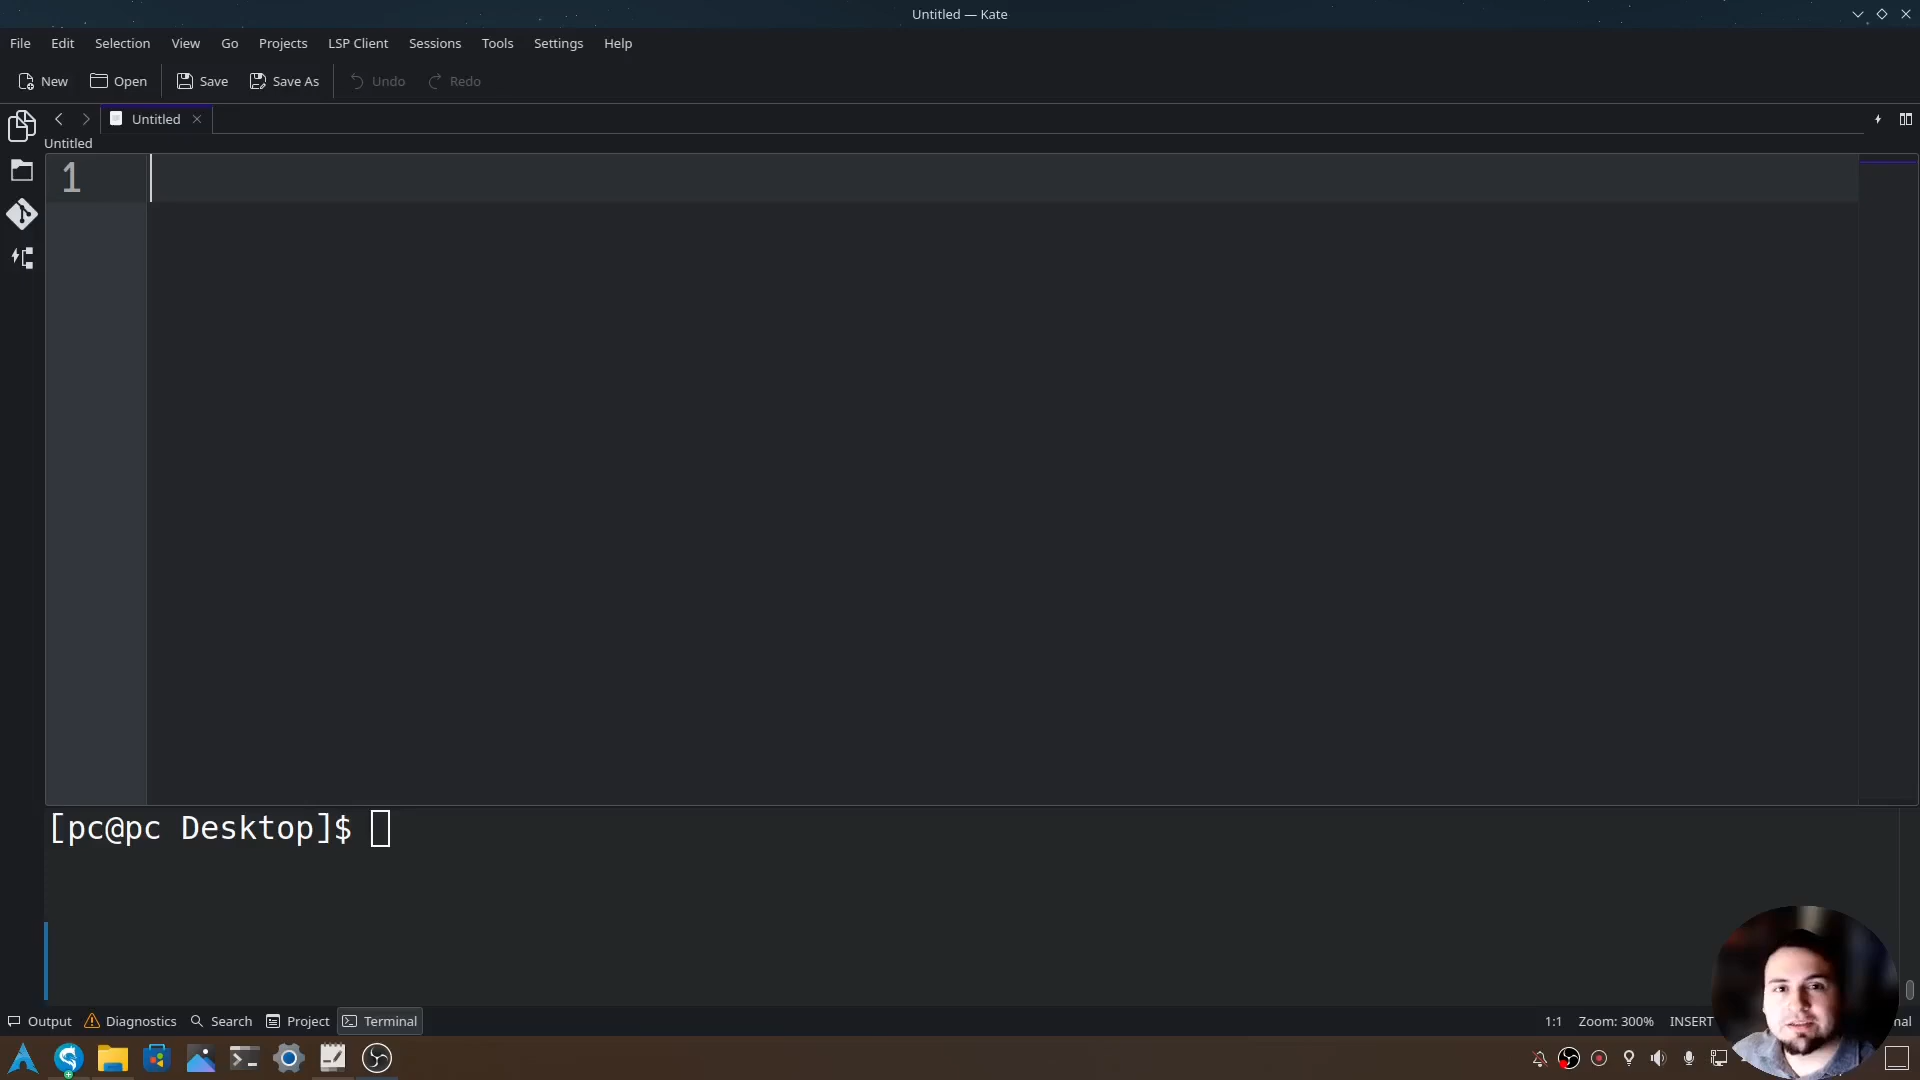 Untitled — Kate
File Edit Selection View Go Projects LSP Client Sessions Tools Settings Help
New Open Save Save As Undo Redo
Untitled
Untitled
1
[pc@pc Desktop]$
Output Diagnostics Search Project Terminal 1:1 Zoom: 300% INSERT